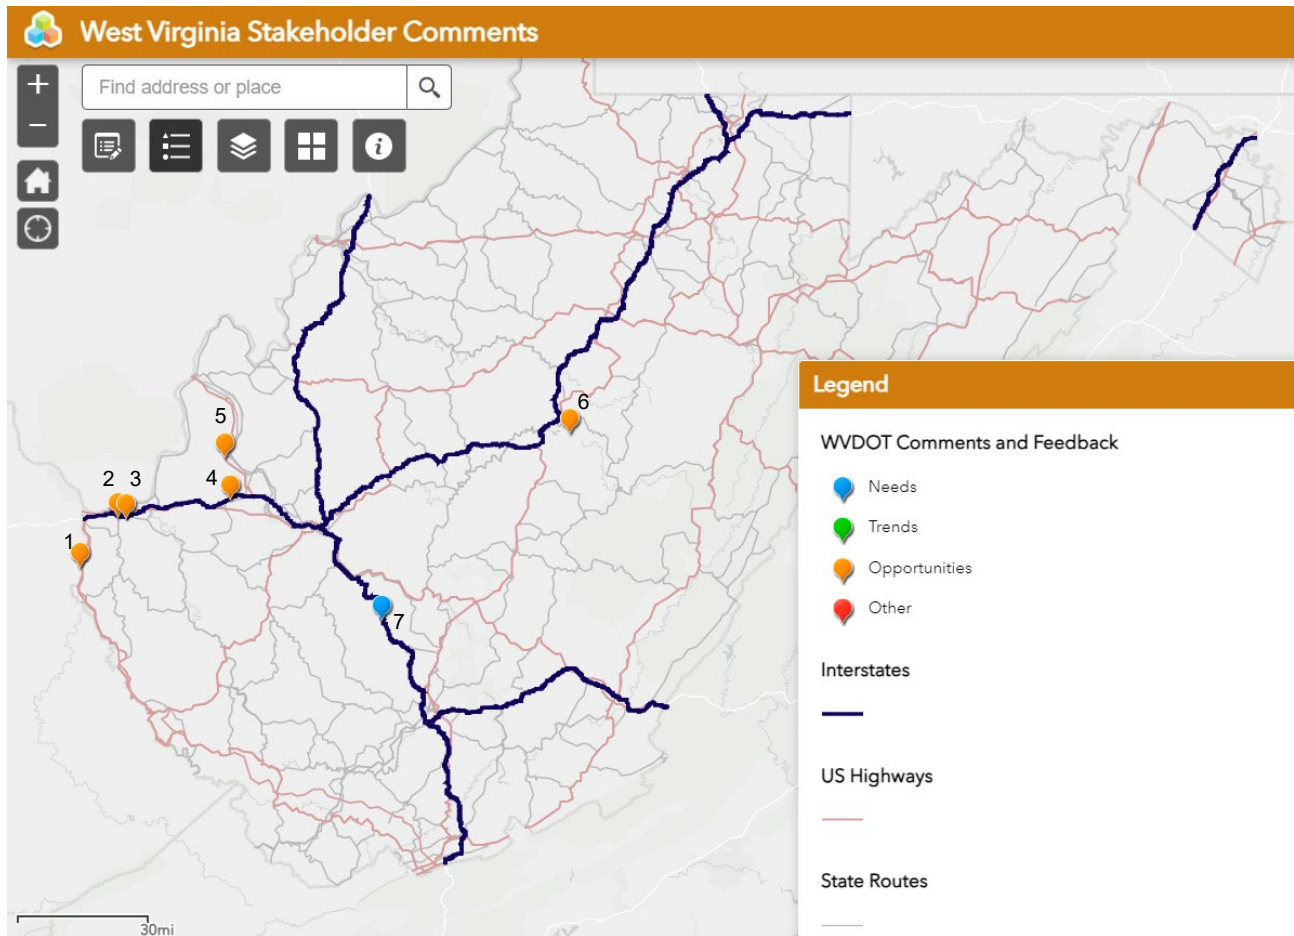 West Virginia Stakeholder Comments
+
Find address or place
−
i
5
6
2 3
4
1
7
Legend
WVDOT Comments and Feedback
Needs
Trends
Opportunities
Other
Interstates
US Highways
State Routes
30mi